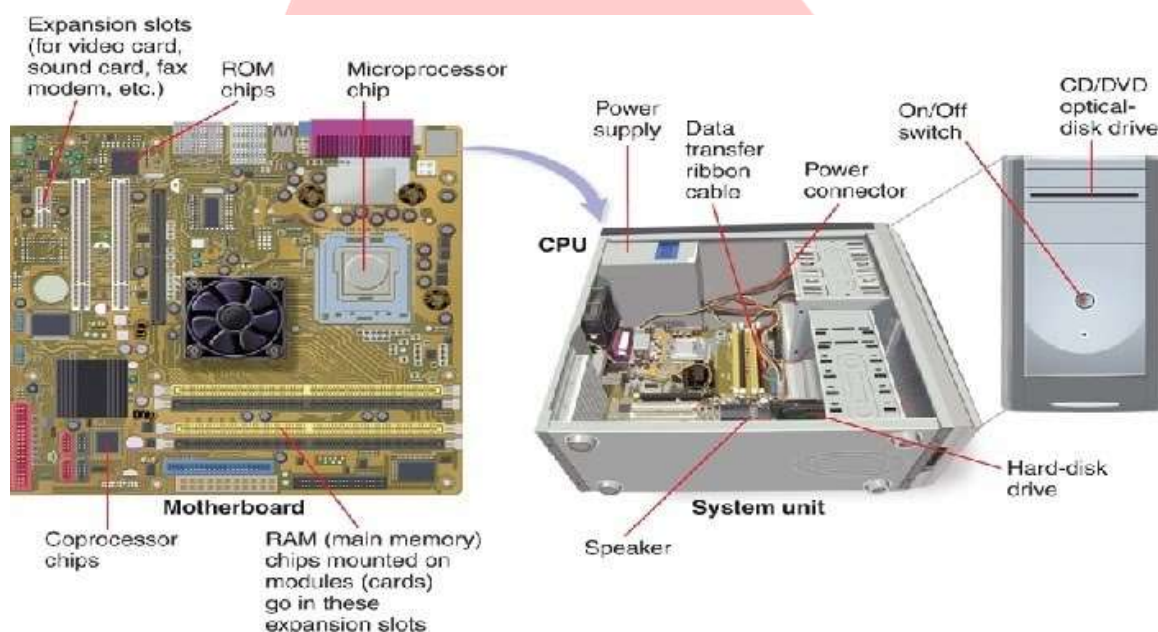 Expansion slots
(for video card,
sound card, fax
modem, etc.)
ROM
chips
Microprocessor
chip
Power
supply
Data
transfer
ribbon
cable
Power
connector
On/Off
switch
CD/DVD
optical-
disk drive
CPU
Motherboard
System unit
Hard-disk
drive
Speaker
Coprocessor
chips
RAM (main memory)
chips mounted on
modules (cards)
go in these
expansion slots